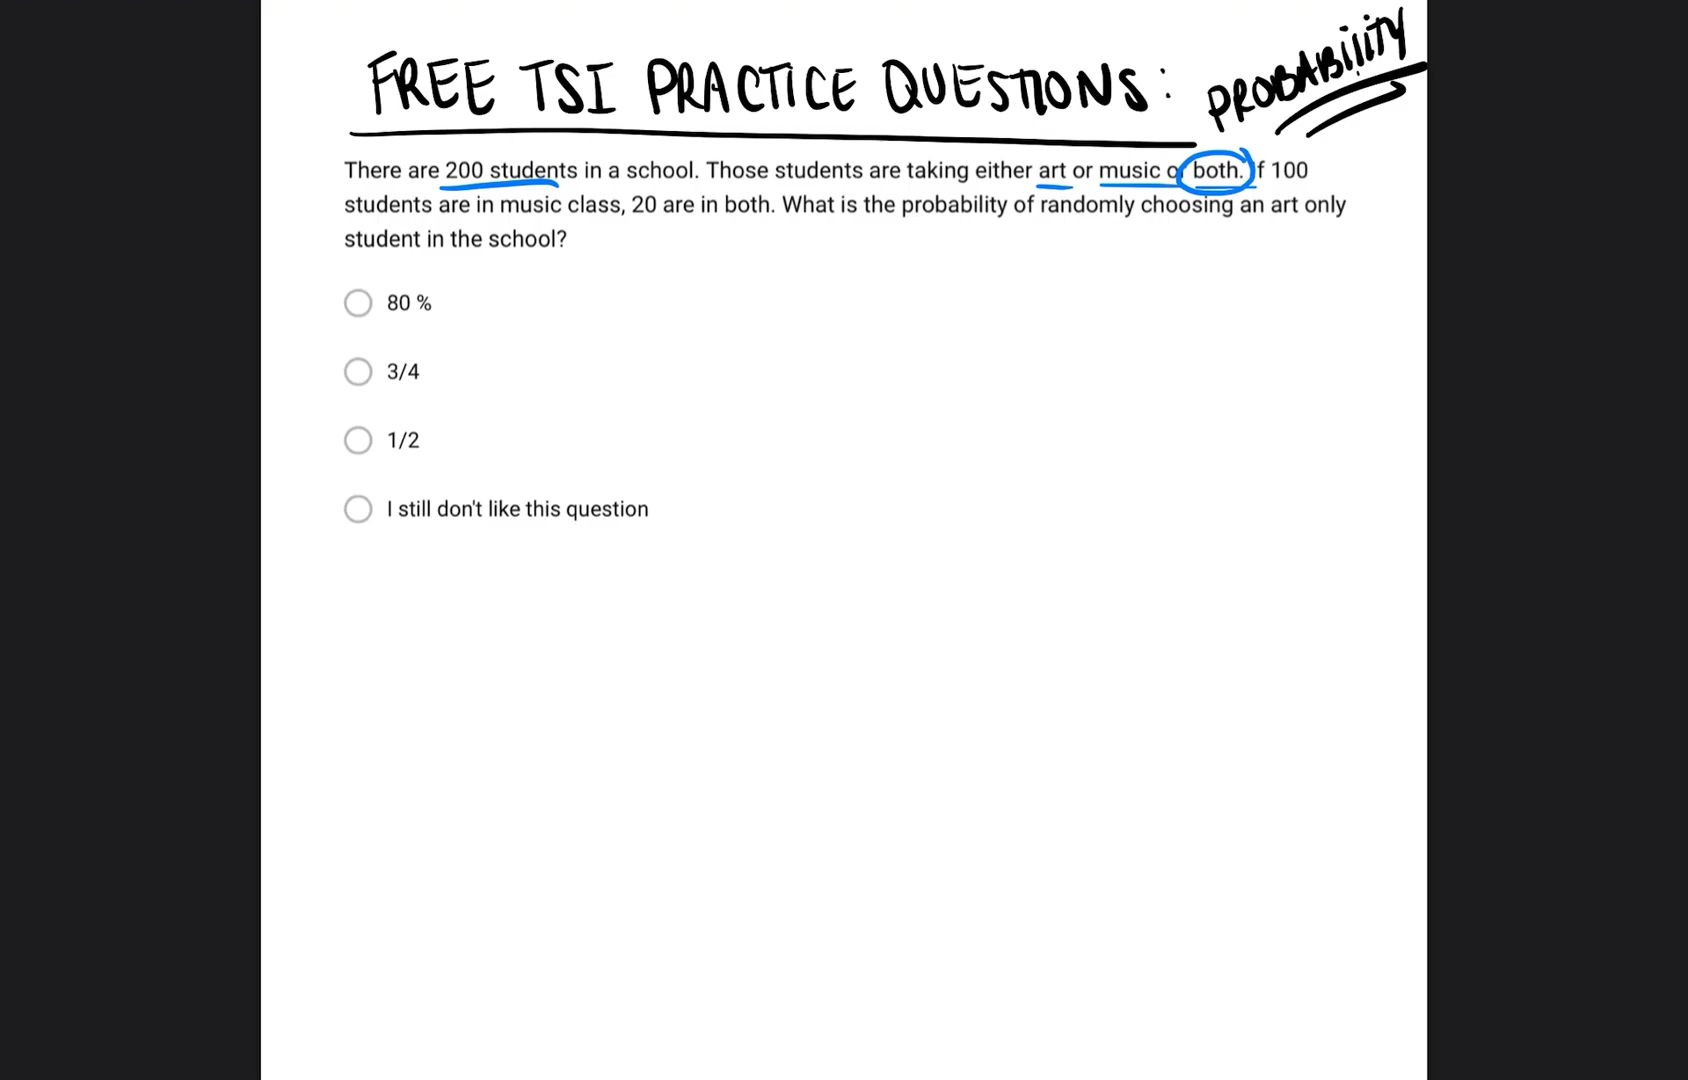 FREE TSI PRACTICE QUESTIONS: PROBABILITY
There are 200 students in a school. Those students are taking either art or music or both. If 100
students are in music class, 20 are in both. What is the probability of randomly choosing an art only
student in the school?
80 %
3/4
1/2
I still don't like this question